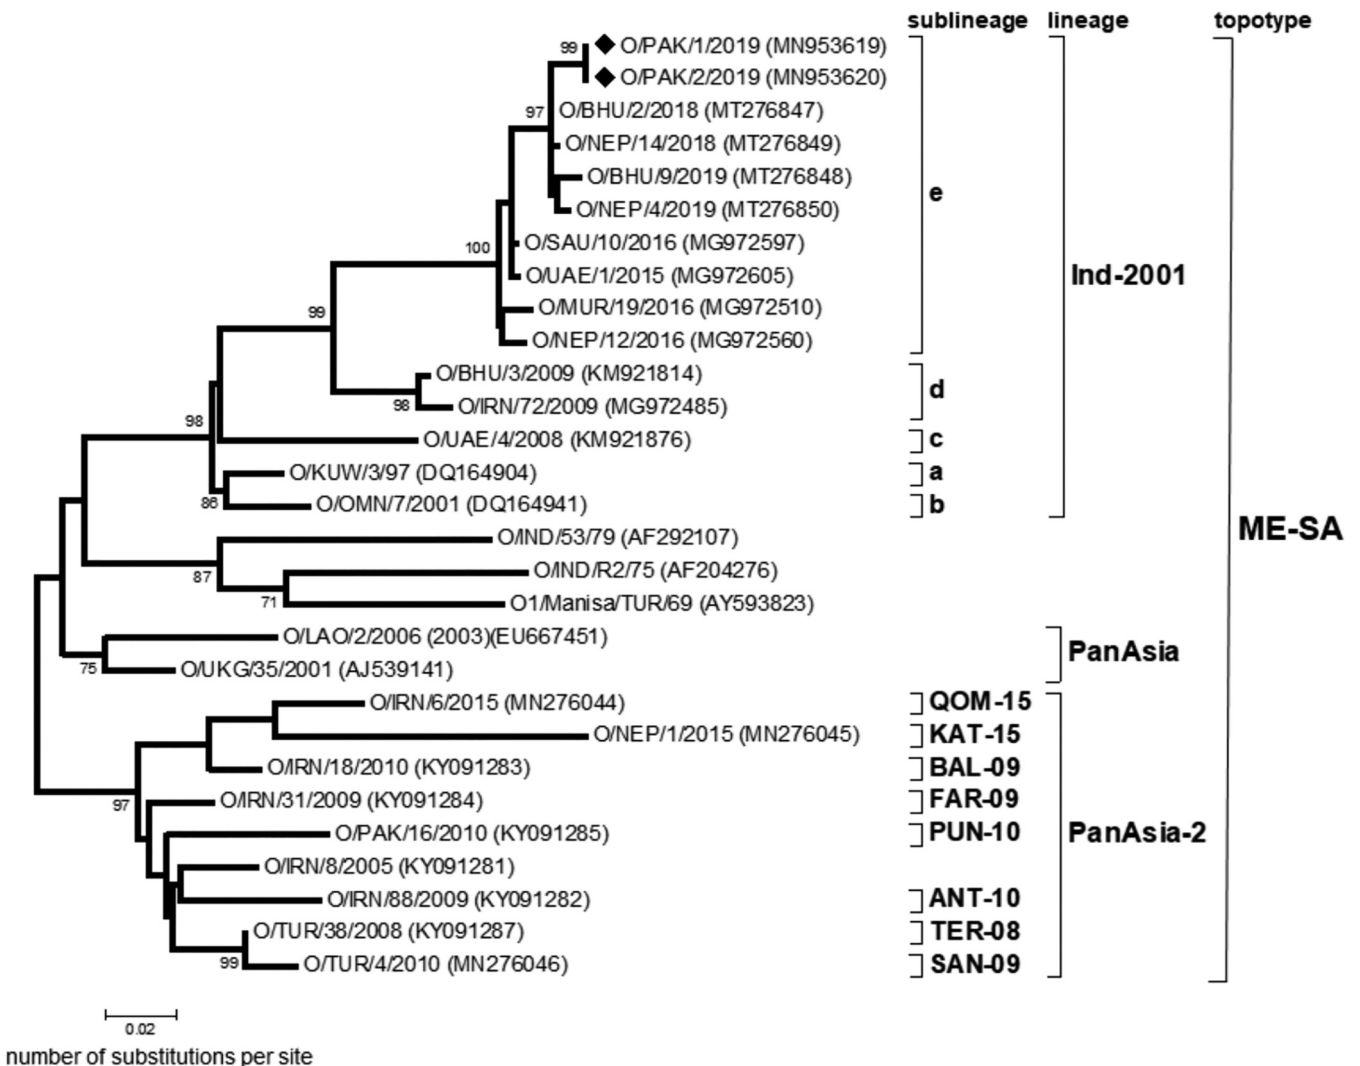 sublineage lineage topotype
99 O/PAK/1/2019 (MN953619)
O/PAK/2/2019 (MN953620)
97 O/BHU/2/2018 (MT276847)
O/NEP/14/2018 (MT276849)
O/BHU/9/2019 (MT276848)
e
O/NEP/4/2019 (MT276850)
100 O/SAU/10/2016 (MG972597)
O/UAE/1/2015 (MG972605)
Ind-2001
99 O/MUR/19/2016 (MG972510)
O/NEP/12/2016 (MG972560)
O/BHU/3/2009 (KM921814)
d
98 O/IRN/72/2009 (MG972485)
98 O/UAE/4/2008 (KM921876) c
O/KUW/3/97 (DQ164904) a
86 O/OMN/7/2001 (DQ164941) b
ME-SA
O/IND/53/79 (AF292107)
87 O/IND/R2/75 (AF204276)
71 O1/Manisa/TUR/69 (AY593823)
O/LAO/2/2006 (2003)(EU667451)
PanAsia
75 O/UKG/35/2001 (AJ539141)
O/IRN/6/2015 (MN276044) QOM-15
O/NEP/1/2015 (MN276045) KAT-15
O/IRN/18/2010 (KY091283) BAL-09
97 O/IRN/31/2009 (KY091284) FAR-09
O/PAK/16/2010 (KY091285) PUN-10 PanAsia-2
O/IRN/8/2005 (KY091281)
O/IRN/88/2009 (KY091282) ANT-10
O/TUR/38/2008 (KY091287) TER-08
99 O/TUR/4/2010 (MN276046) SAN-09
0.02
number of substitutions per site